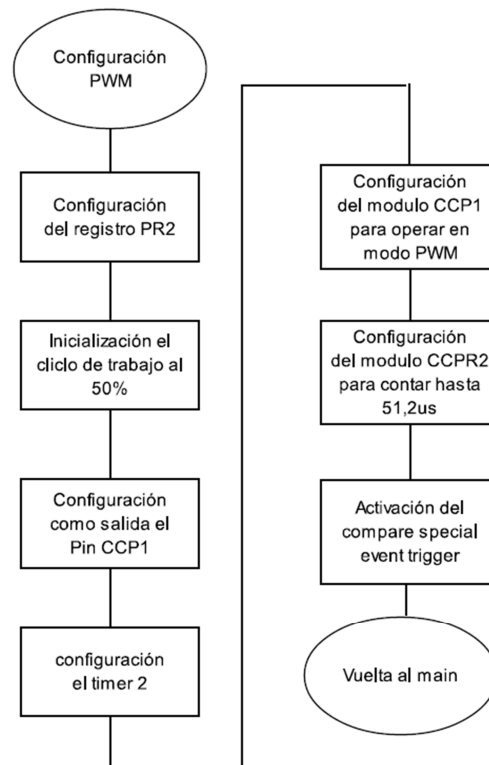 Configuración
PWM
Configuración
del registro PR2
Inicialización el
cliclo de trabajo al
50%
Configuración
como salida el
Pin CCP1
configuración
el timer 2
Configuración
del modulo CCP1
para operar en
modo PWM
Configuración
del modulo CCPR2
para contar hasta
51,2us
Activación del
compare special
event trigger
Vuelta al main